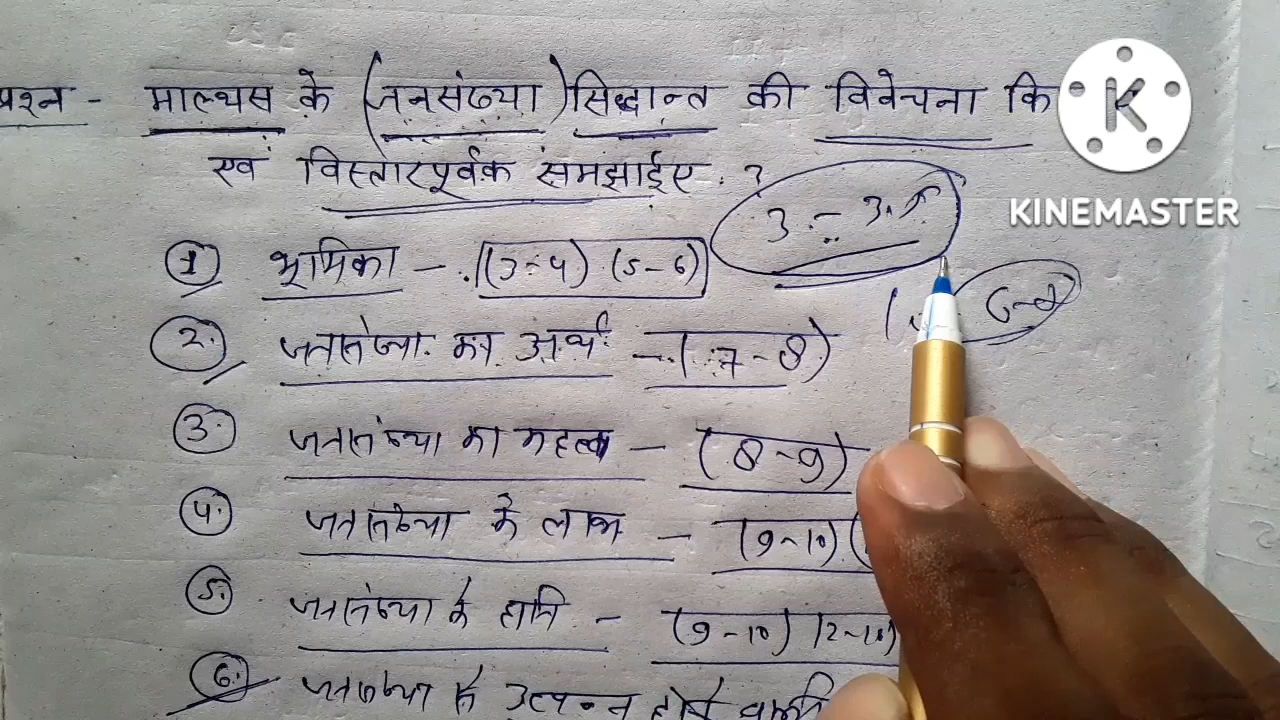 प्रश्न - माल्थस के (जनसंख्या) सिद्धान्त की विवेचना कि
एवं विस्तारपूर्वक समझाईए . ?
3 -
① भूमिका - (3-4) (5-6)
2. जनसंख्या का अर्थ - (7-8)
3. जनसंख्या का महत्व - (8-9)
4. जनसंख्या के लाभ - (9-10)
5. जनसंख्या के हानि - (9-10)
6. जनसंख्या से उत्पन्न होने वाली
K
KINEMASTER